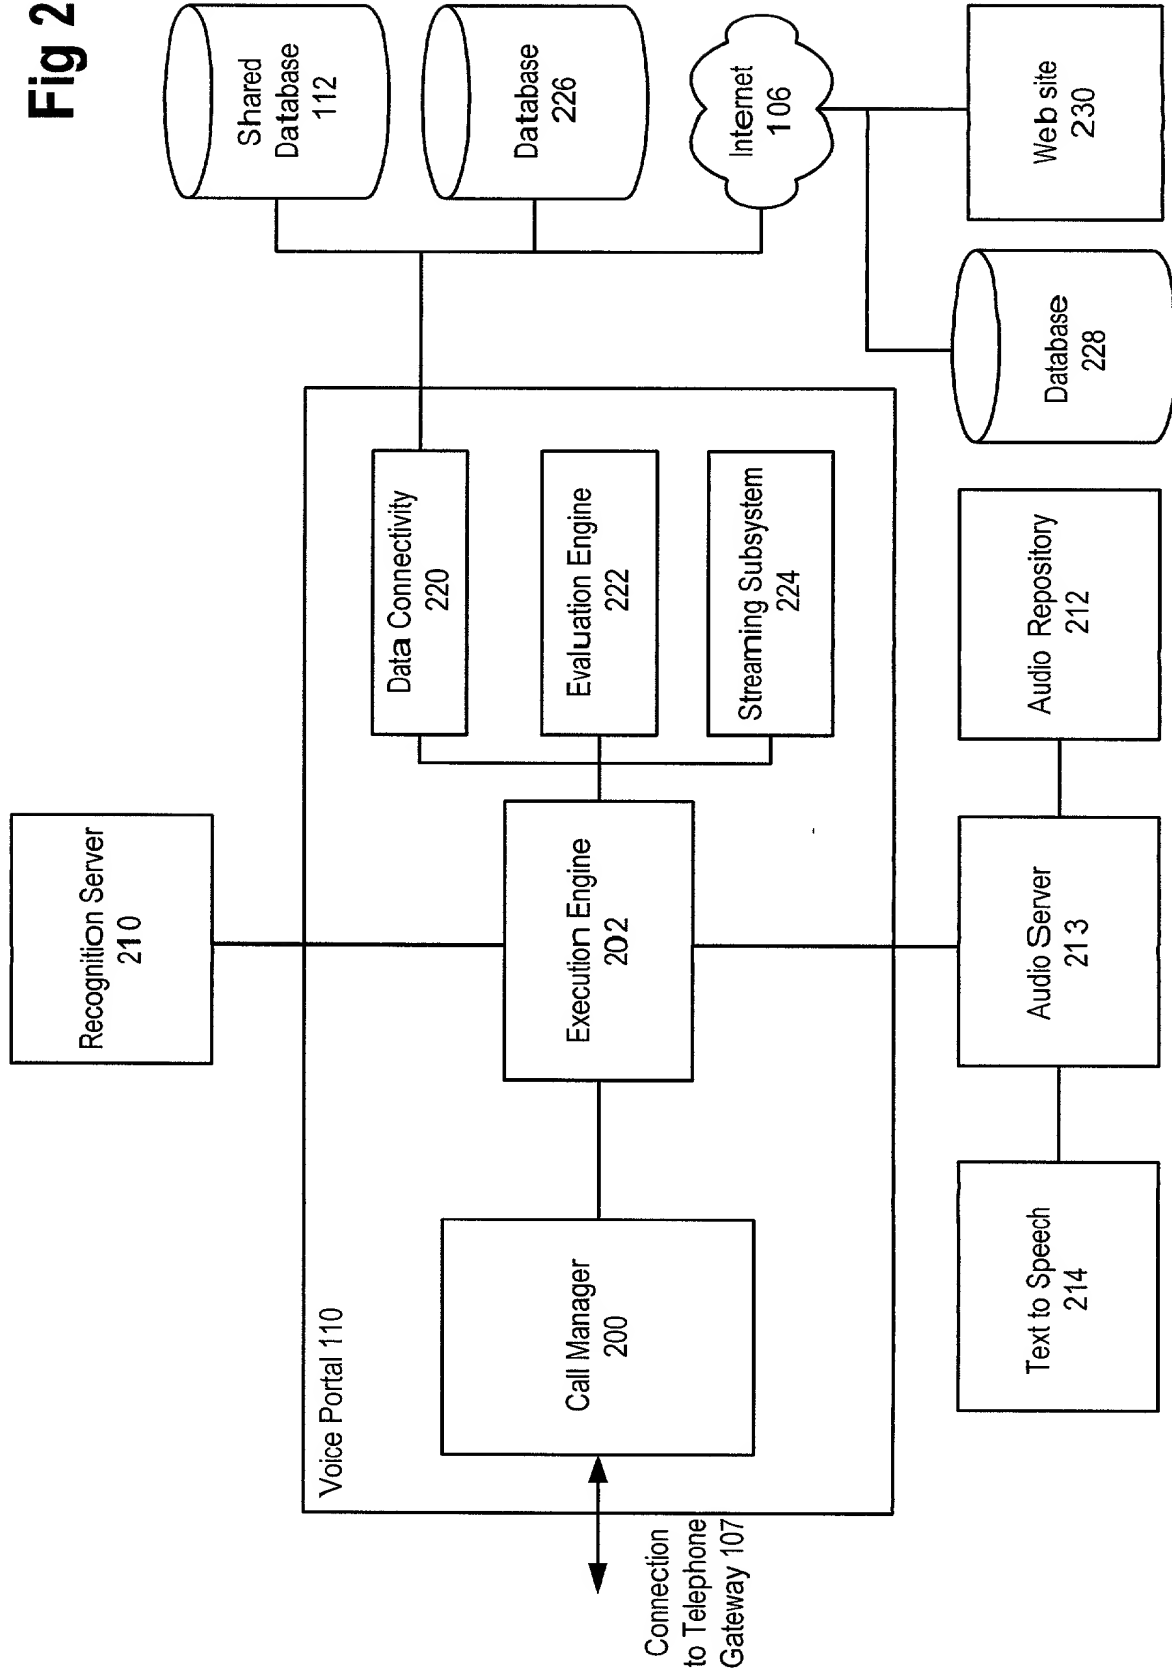 Fig 2
Recognition Server
210
Shared
Database
112
Database
226
Internet
106
Web site
230
Database
228
Voice Portal 110
Data Connectivity
220
Evaluation Engine
222
Streaming Subsystem
224
Execution Engine
202
Call Manager
200
Connection
to Telephone
Gateway 107
Text to Speech
214
Audio Server
213
Audio Repository
212